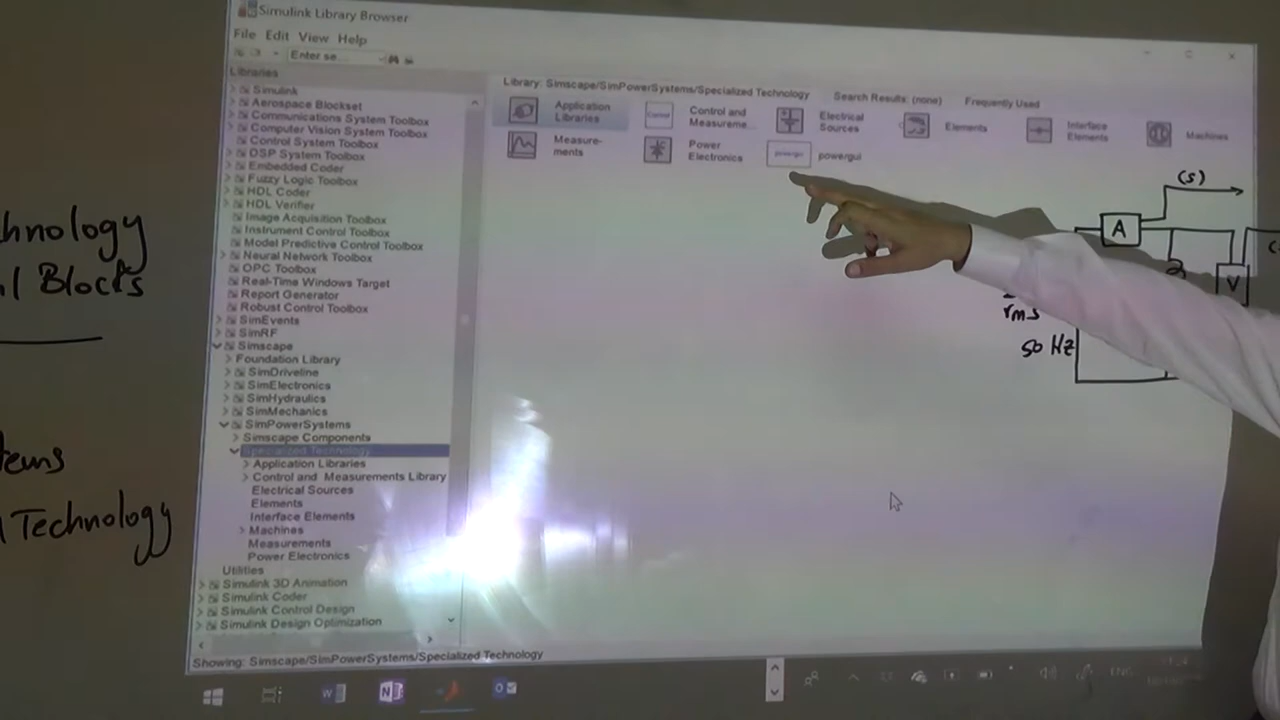 Simulink Library Browser
File Edit View Help
Enter se...
Libraries
Simulink
Aerospace Blockset
Communications System Toolbox
Computer Vision System Toolbox
Control System Toolbox
DSP System Toolbox
Embedded Coder
Fuzzy Logic Toolbox
HDL Coder
HDL Verifier
Image Acquisition Toolbox
Instrument Control Toolbox
Model Predictive Control Toolbox
Neural Network Toolbox
OPC Toolbox
Real-Time Windows Target
Report Generator
Robust Control Toolbox
SimEvents
SimRF
Simscape
Foundation Library
SimDriveline
SimElectronics
SimHydraulics
SimMechanics
SimPowerSystems
Simscape Components
Specialized Technology
Application Libraries
Control and Measurements Library
Electrical Sources
Elements
Interface Elements
Machines
Measurements
Power Electronics
Utilities
Simulink 3D Animation
Simulink Coder
Simulink Control Design
Simulink Design Optimization
Showing: Simscape/SimPowerSystems/Specialized Technology
Library: Simscape/SimPowerSystems/Specialized Technology
Search Results: (none)
Frequently Used
Application Libraries
Control
Control and Measureme...
Electrical Sources
Elements
Interface Elements
Machines
Measure-
ments
Power Electronics
powergui
powergui
hnology
l Blocks
tems
Technology
(s)
A
V
rms
50 Hz